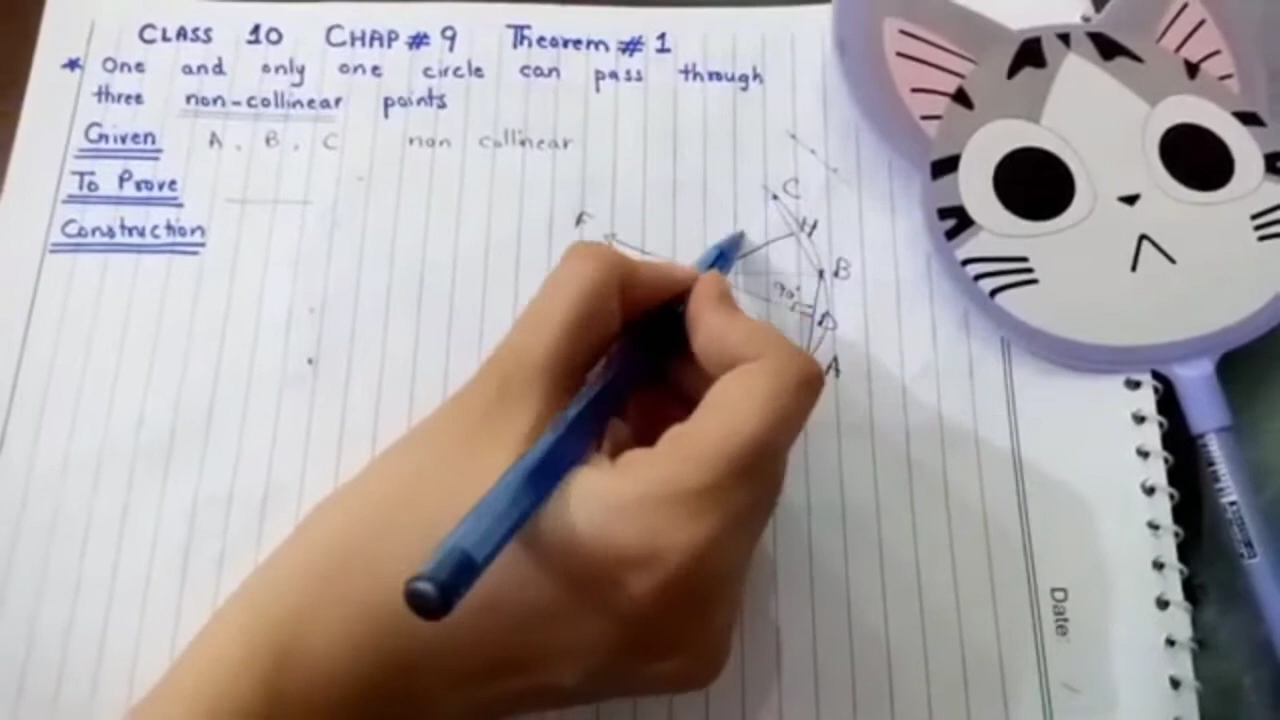 CLASS 10 CHAP # 9 Theorem # 1
* One and only one circle can pass through
three non-collinear points
Given A, B, C non collinear
To Prove
Construction
F
C
H
B
90°
D
A
Date: